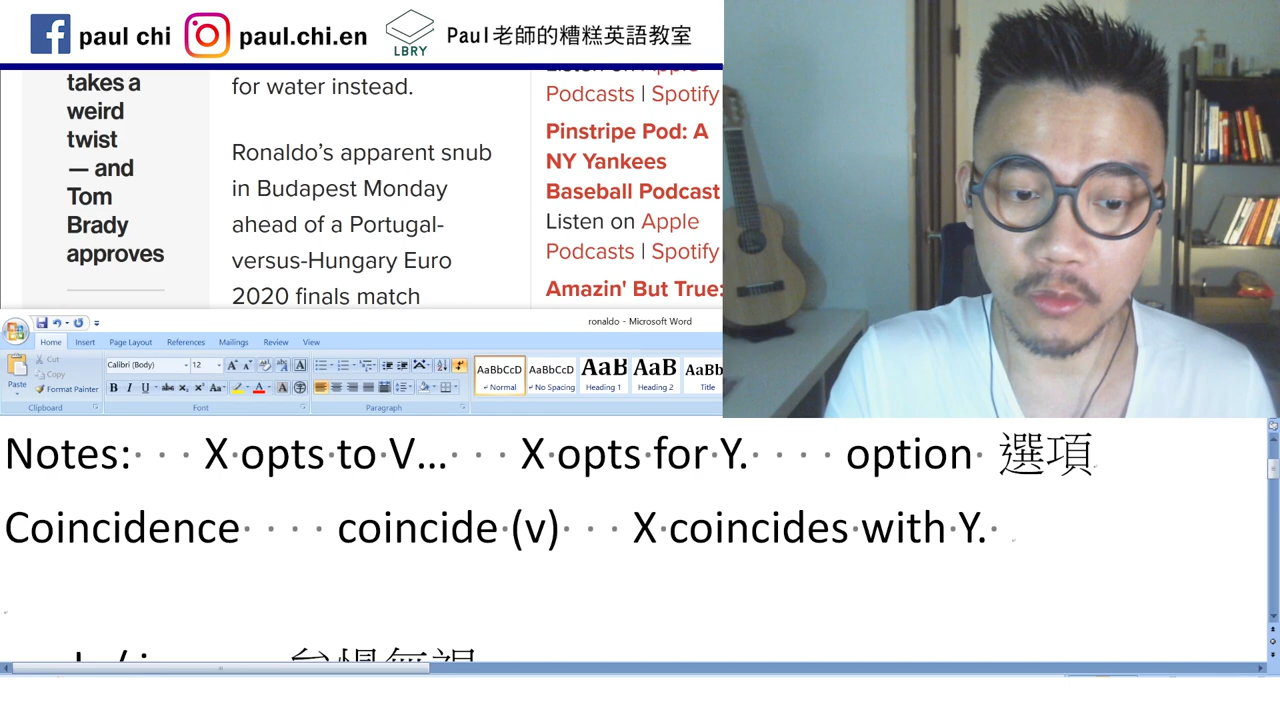 paul chi paul.chi.en LBRY Paul老師的糟糕英語教室
takes a
weird
twist
— and
Tom
Brady
approves
for water instead.
Ronaldo’s apparent snub
in Budapest Monday
ahead of a Portugal-
versus-Hungary Euro
2020 finals match
Podcasts | Spotify
Pinstripe Pod: A
NY Yankees
Baseball Podcast
Listen on Apple
Podcasts | Spotify
Amazin' But True:
ronaldo - Microsoft Word
Home Insert Page Layout References Mailings Review View
Paste Cut
Copy
Format Painter
Clipboard
Calibri (Body) 12
Font
Paragraph
AaBbCcD AaBbCcD AaBb AaB AaBb
Normal No Spacing Heading 1 Heading 2 Title
Notes: X opts to V... X opts for Y. option 選項
Coincidence coincide (v) X coincides with Y.